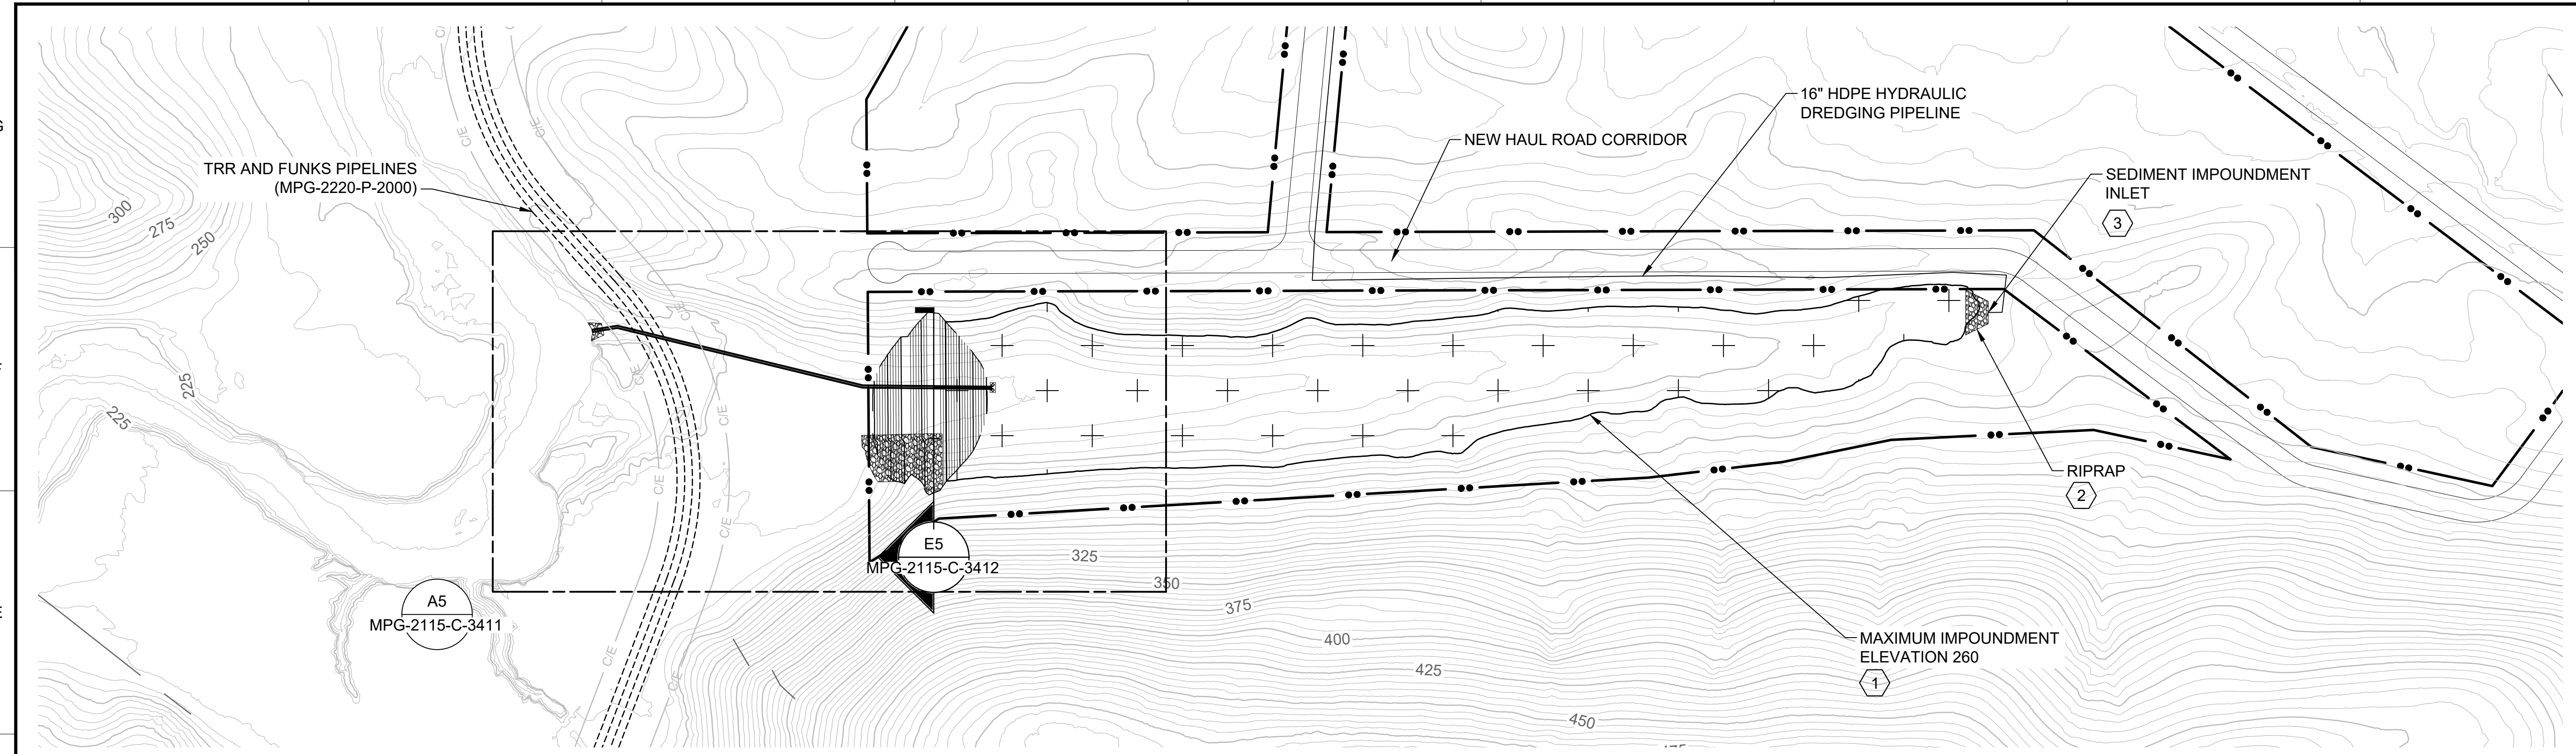 C/E
C/E
C/E
C/E
16" HDPE HYDRAULIC
DREDGING PIPELINE
NEW HAUL ROAD CORRIDOR
TRR AND FUNKS PIPELINES
(MPG-2220-P-2000)
SEDIMENT IMPOUNDMENT
INLET
3
300
275
250
C/E
C/E
225
225
C/E
C/E
C/E
RIPRAP
2
E5
MPG-2115-C-3412
325
350
A5
MPG-2115-C-3411
375
400
425
450
C/E
C/E
MAXIMUM IMPOUNDMENT
ELEVATION 260
1